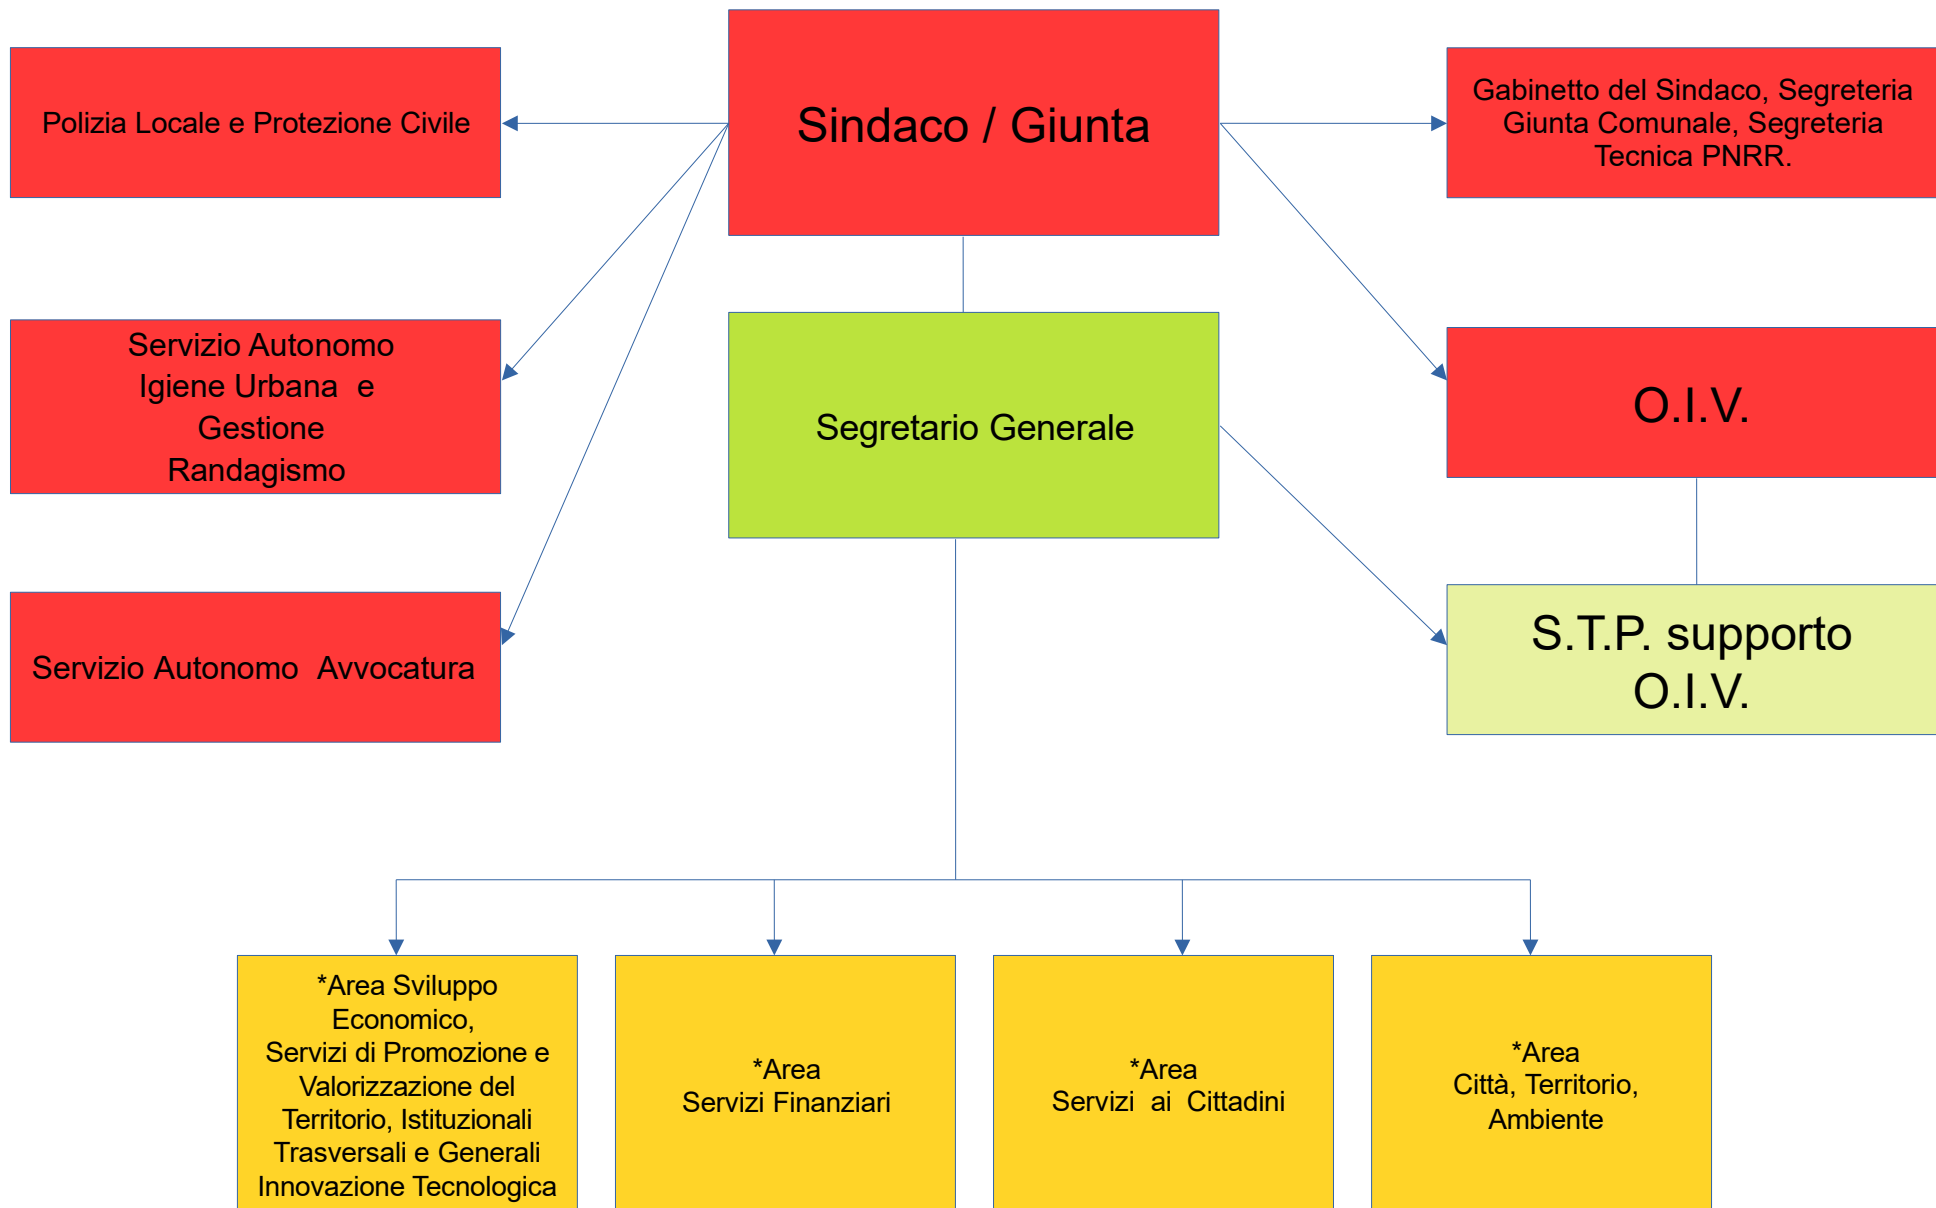 Sindaco / Giunta
Polizia Locale e Protezione Civile
Gabinetto del Sindaco, Segreteria
Giunta Comunale, Segreteria
Tecnica PNRR.
Servizio Autonomo
Igiene Urbana  e
Gestione
Randagismo
Segretario Generale
O.I.V.
Servizio Autonomo  Avvocatura
S.T.P. supporto
O.I.V.
*Area Sviluppo
Economico,
Servizi di Promozione e
Valorizzazione del
Territorio, Istituzionali
Trasversali e Generali
Innovazione Tecnologica
*Area
Servizi Finanziari
*Area
Servizi  ai  Cittadini
*Area
Città, Territorio,
Ambiente